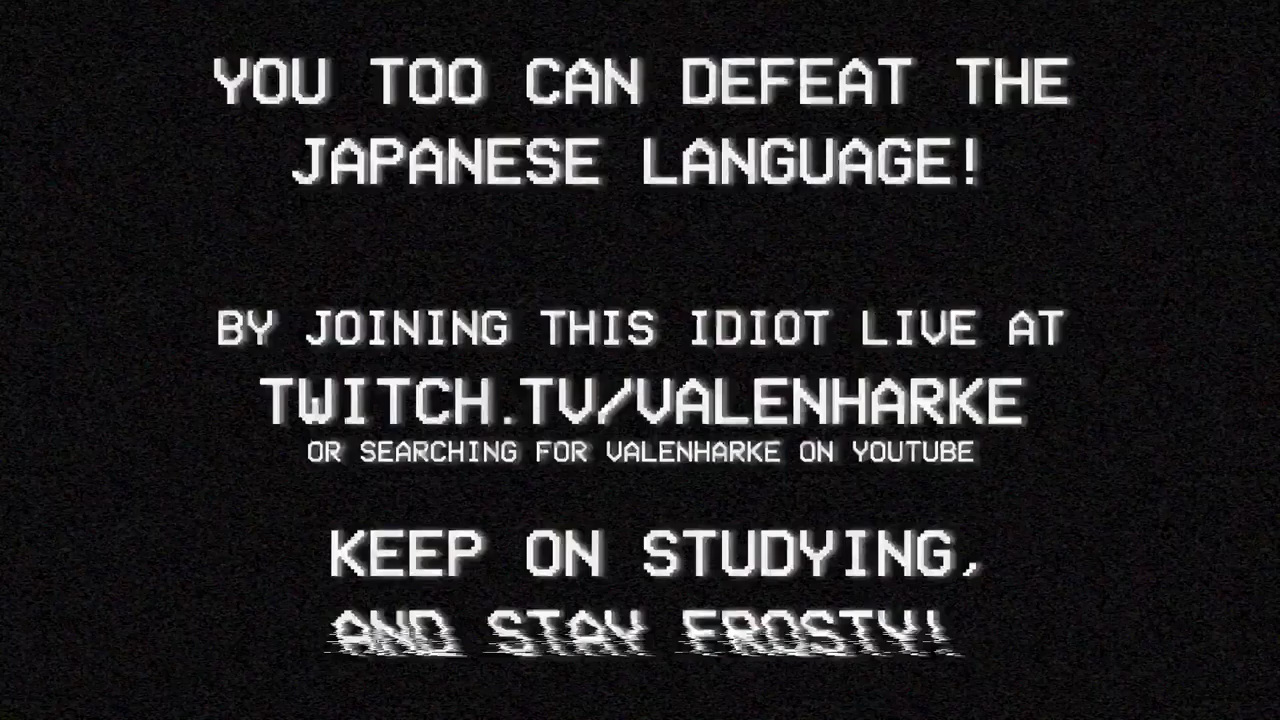 YOU TOO CAN DEFEAT THE
JAPANESE LANGUAGE!
BY JOINING THIS IDIOT LIVE AT
TWITCH.TV/VALENHARKE
OR SEARCHING FOR VALENHARKE ON YOUTUBE
KEEP ON STUDYING,
AND STAY FROSTY!